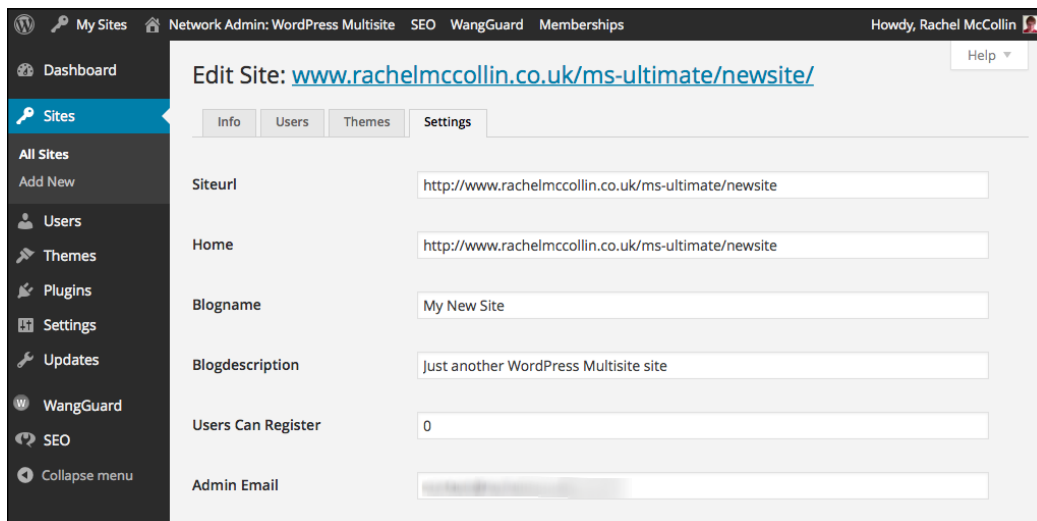 My Sites Network Admin: WordPress Multisite SEO WangGuard Memberships Howdy, Rachel McCollin
Help
Dashboard
Sites
All Sites
Add New
Users
Themes
Plugins
Settings
Updates
WangGuard
SEO
Collapse menu
Edit Site: www.rachelmccollin.co.uk/ms-ultimate/newsite/
Info Users Themes Settings
Siteurl http://www.rachelmccollin.co.uk/ms-ultimate/newsite
Home http://www.rachelmccollin.co.uk/ms-ultimate/newsite
Blogname My New Site
Blogdescription Just another WordPress Multisite site
Users Can Register 0
Admin Email